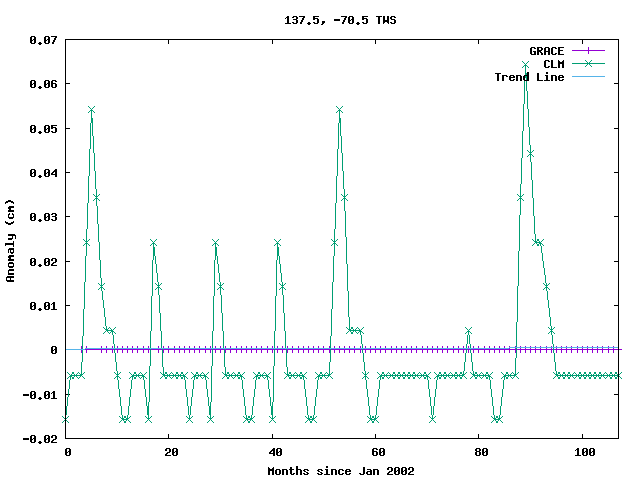 137.5, -70.5 TWS
GRACE
CLM
Trend Line
0.07
0.06
0.05
0.04
0.03
0.02
0.01
0
-0.01
-0.02
Anomaly (cm)
0 20 40 60 80 100
Months since Jan 2002